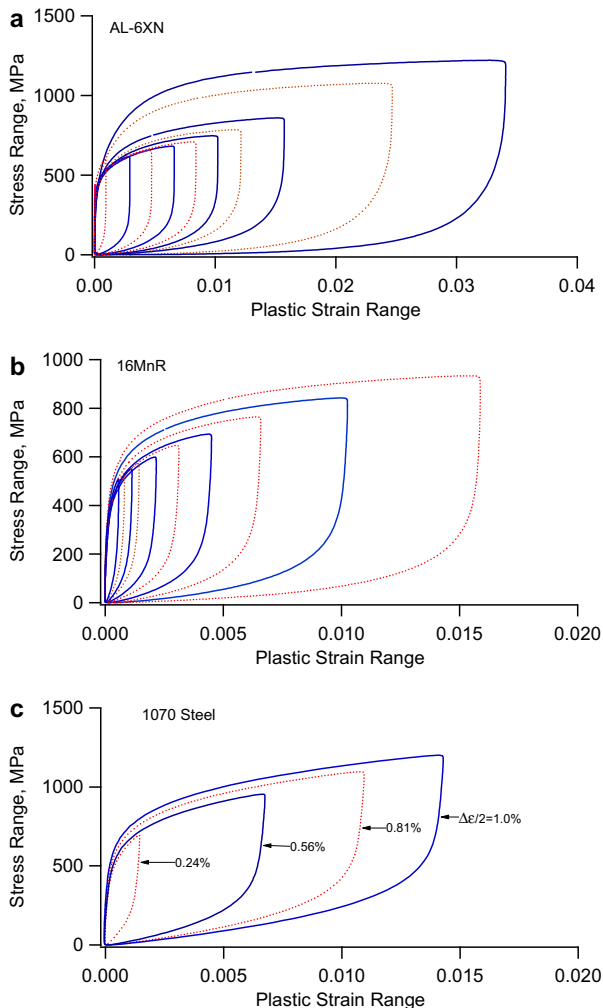 a
AL-6XN
1500
1000
500
0
Stress Range, MPa
0.00
0.01
0.02
0.03
0.04
Plastic Strain Range
b
16MnR
1000
800
600
400
200
0
Stress Range, MPa
0.000
0.005
0.010
0.015
0.020
Plastic Strain Range
c
1070 Steel
1500
1000
500
0
Stress Range, MPa
Δε/2=1.0%
0.81%
0.56%
0.24%
0.000
0.005
0.010
0.015
0.020
Plastic Strain Range